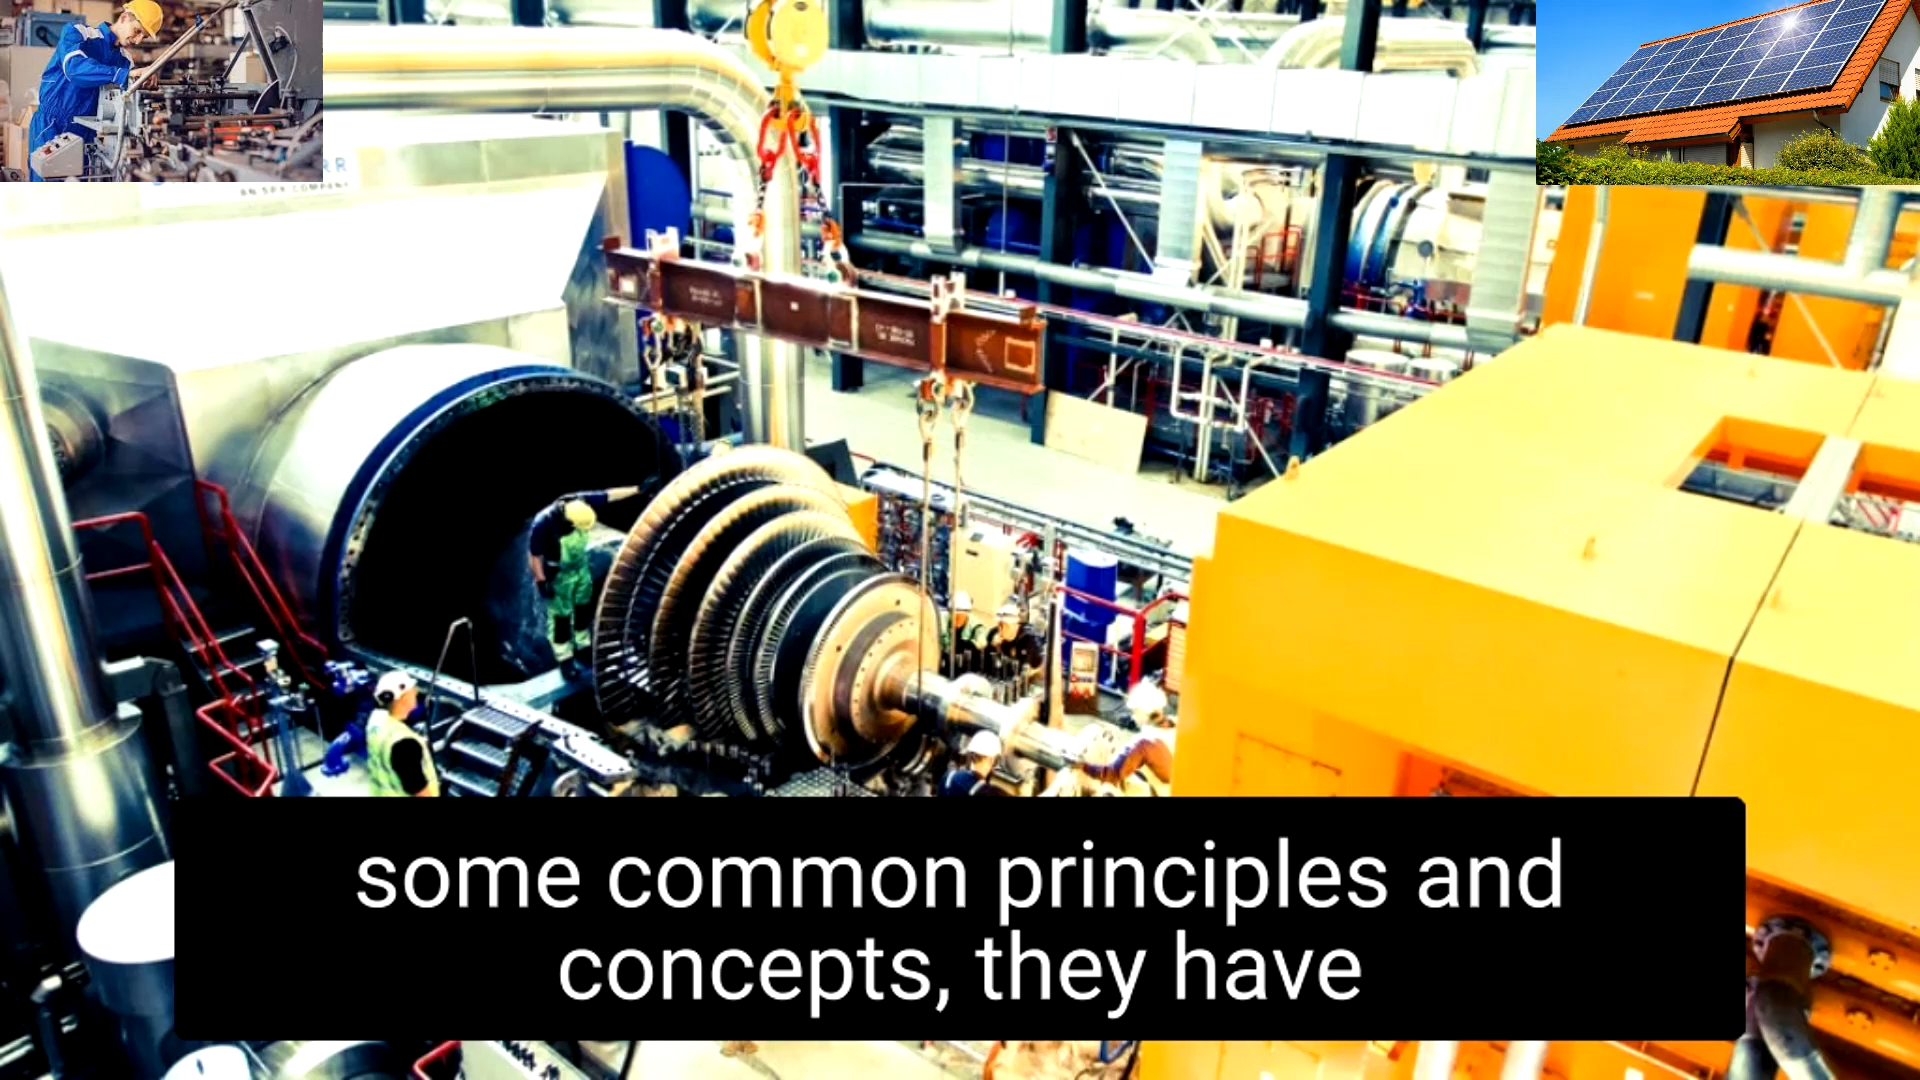 some common principles and
concepts, they have